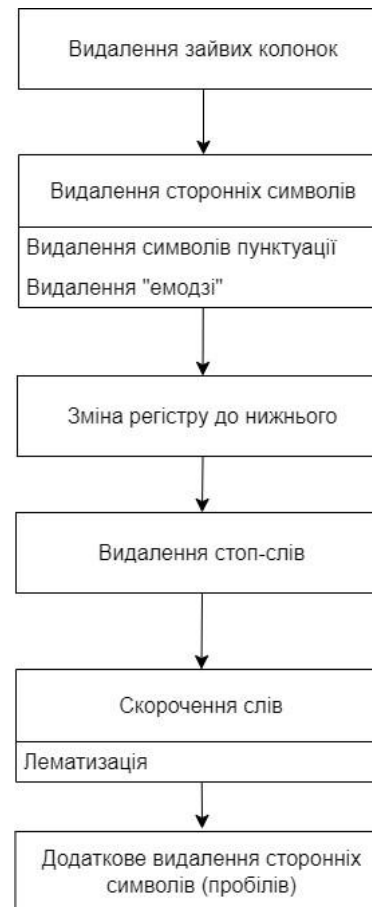 Видалення зайвих колонок
Видалення сторонніх символів
Видалення символів пунктуації
Видалення "емодзі"
Зміна регістру до нижнього
Видалення стоп-слів
Скорочення слів
Лематизація
Додаткове видалення сторонніх
символів (пробілів)